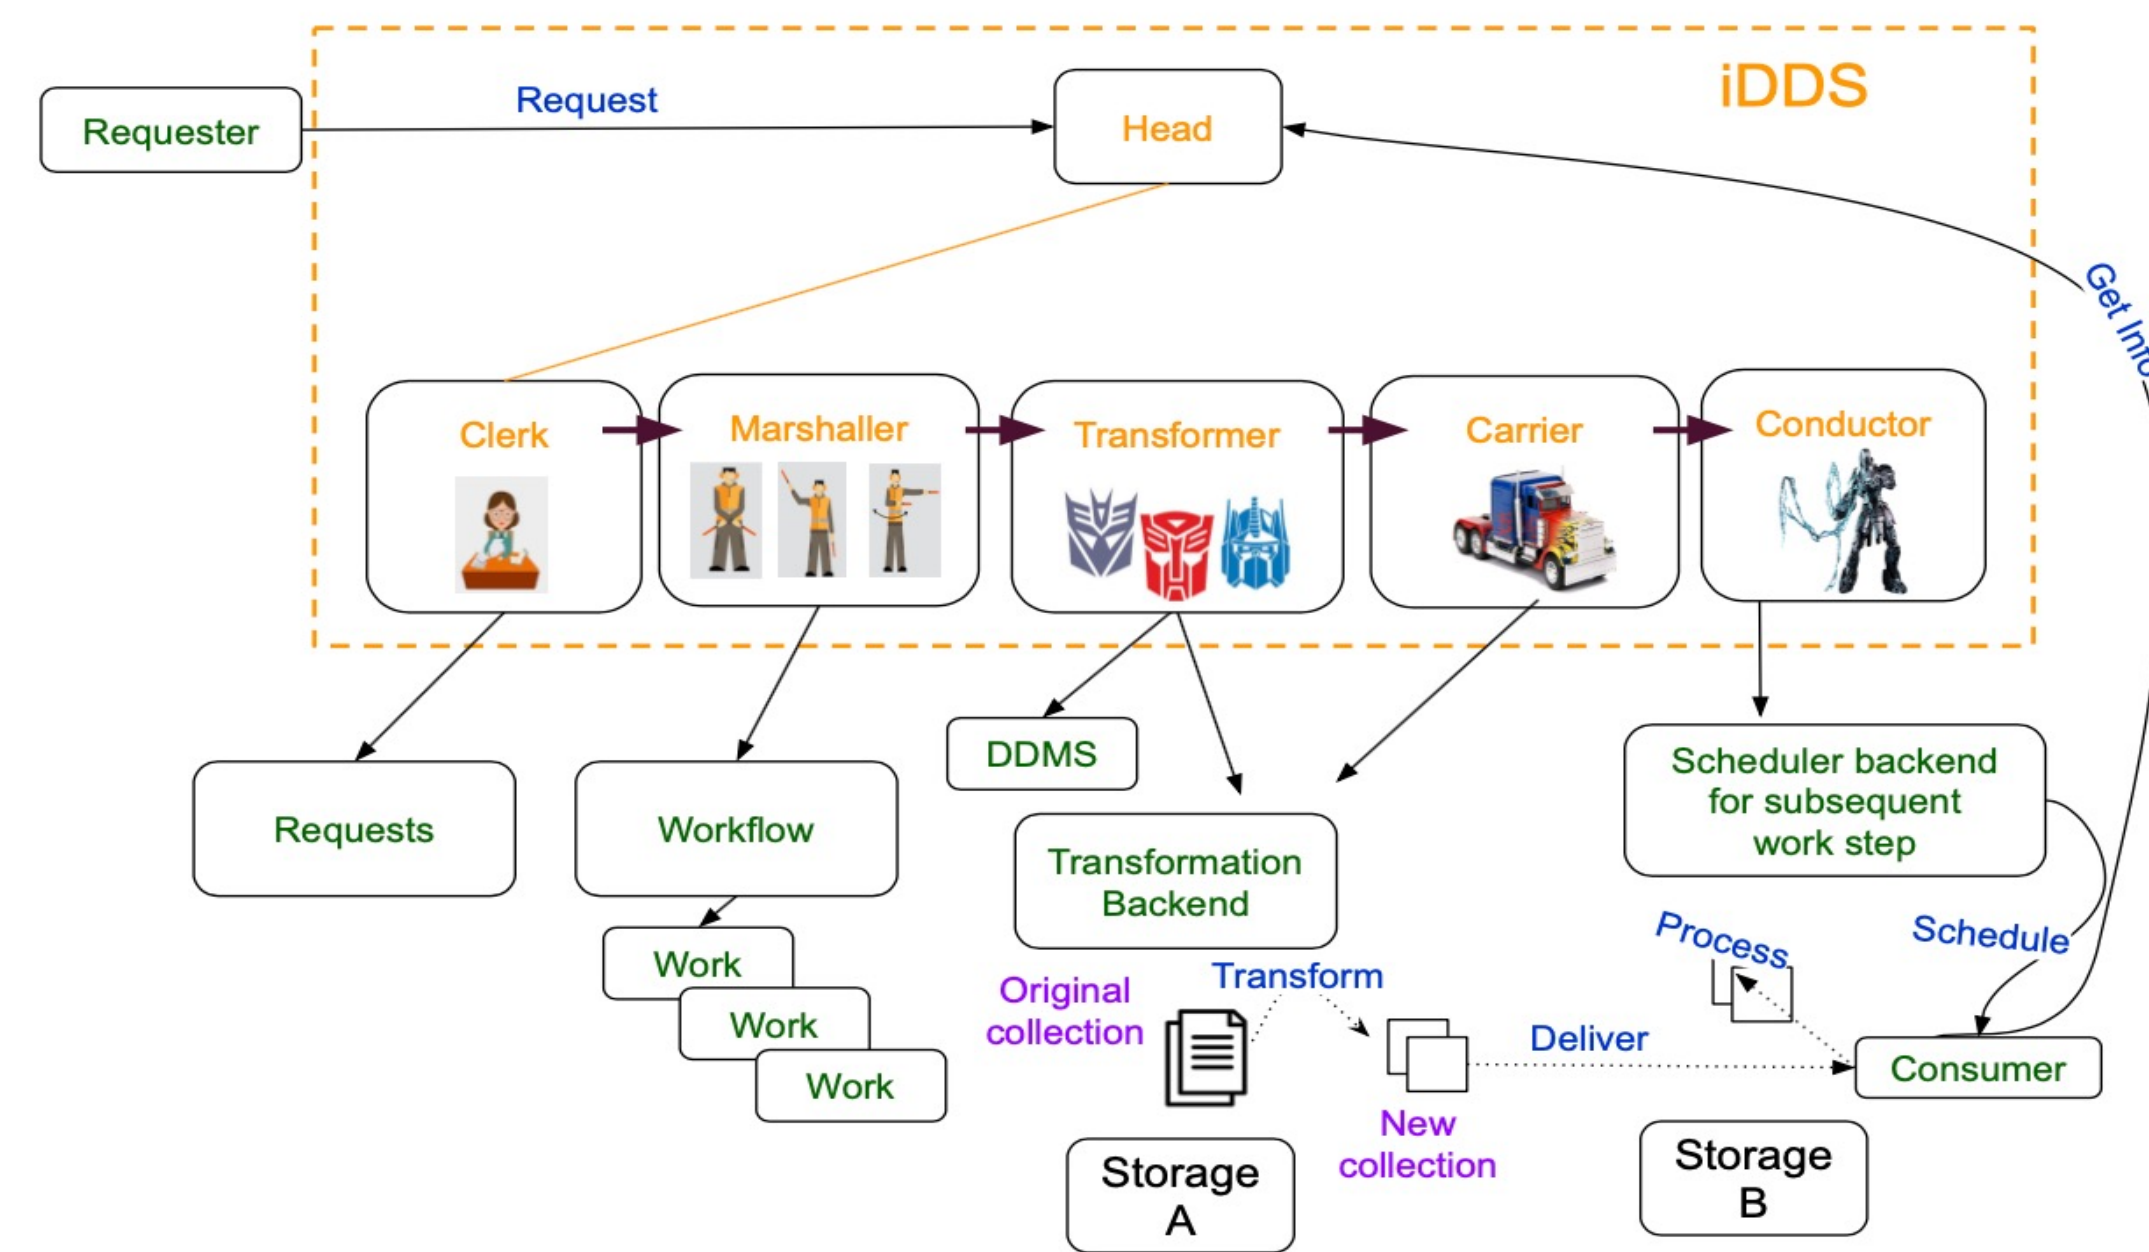 iDDS
Requester
Request
Head
Get Info
Clerk
Marshaller
Transformer
Carrier
Conductor
Requests
Workflow
Work
Work
Work
DDMS
Transformation
Backend
Scheduler backend
for subsequent
work step
Process
Schedule
Original
collection
Transform
Deliver
Consumer
New
collection
Storage
A
Storage
B